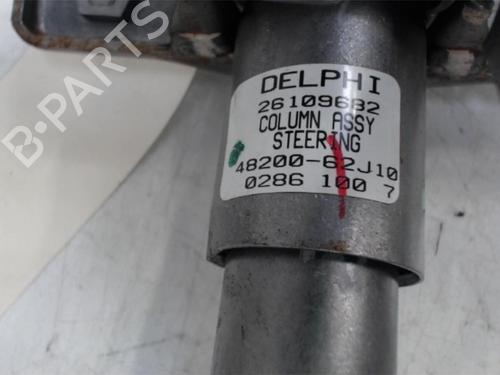 B-PARTS
DELPHI
26109682
COLUMN ASSY
STEERING
48200-62J10
0286 100 7